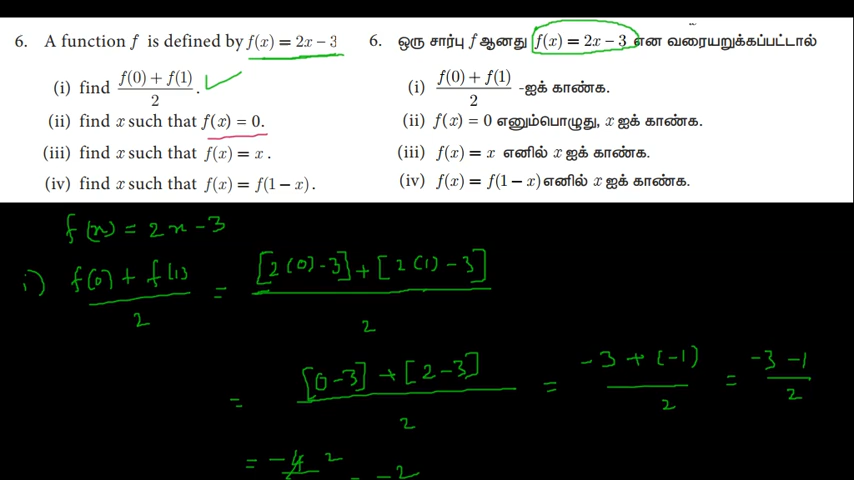 6. A function f is defined by f(x) = 2x − 3
(i) find (f(0) + f(1))/2 .
(ii) find x such that f(x) = 0.
(iii) find x such that f(x) = x .
(iv) find x such that f(x) = f(1 − x) .
6. ஒரு சார்பு f ஆனது f(x) = 2x − 3 என வரையறுக்கப்பட்டால்
(i) (f(0) + f(1))/2 -ஐக் காண்க.
(ii) f(x) = 0 எனும்பொழுது, x ஐக் காண்க.
(iii) f(x) = x எனில் x ஐக் காண்க.
(iv) f(x) = f(1 − x) எனில் x ஐக் காண்க.
f(x) = 2x − 3
i) (f(0) + f(1))/2 = ([2(0) − 3] + [2(1) − 3])/2
= ([0 − 3] + [2 − 3])/2 = (−3 + (−1))/2 = (−3 − 1)/2
= −4 2 = −2